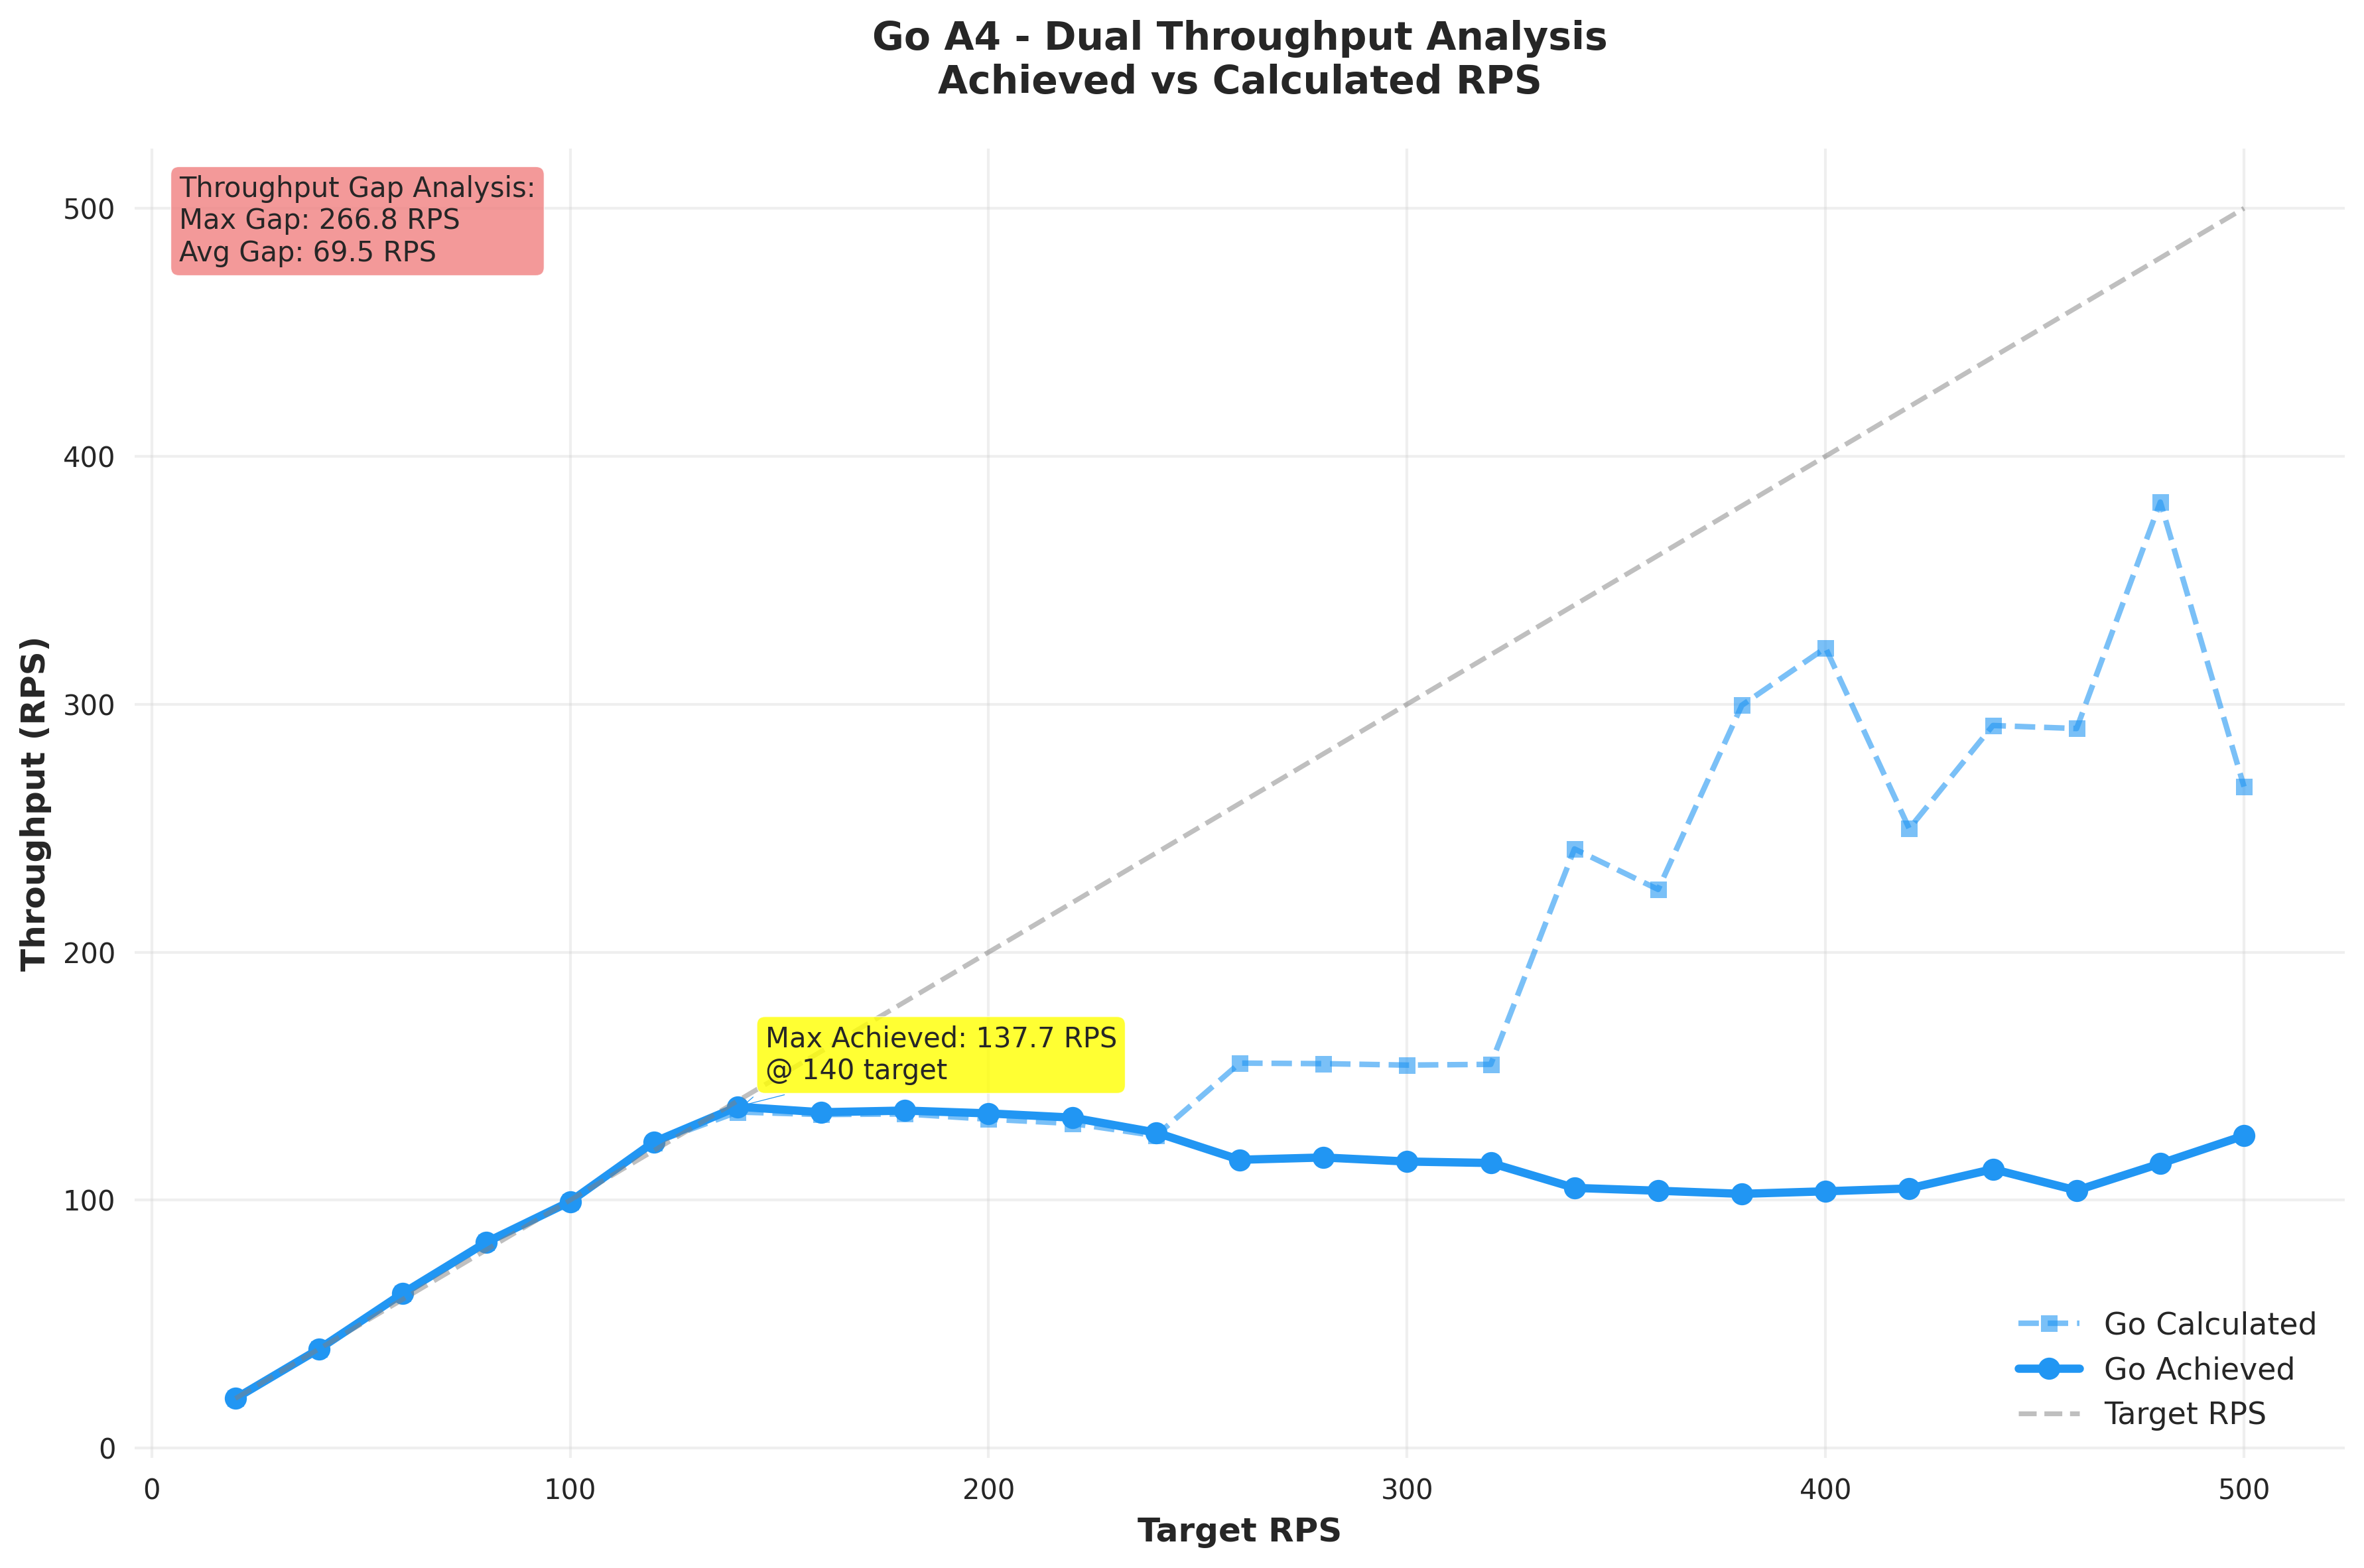 Go A4 - Dual Throughput Analysis
Achieved vs Calculated RPS
Throughput Gap Analysis:
Max Gap: 266.8 RPS
Avg Gap: 69.5 RPS
500
400
300
200
100
0
Throughput (RPS)
Max Achieved: 137.7 RPS
@ 140 target
Go Calculated
Go Achieved
Target RPS
0 100 200 300 400 500
Target RPS